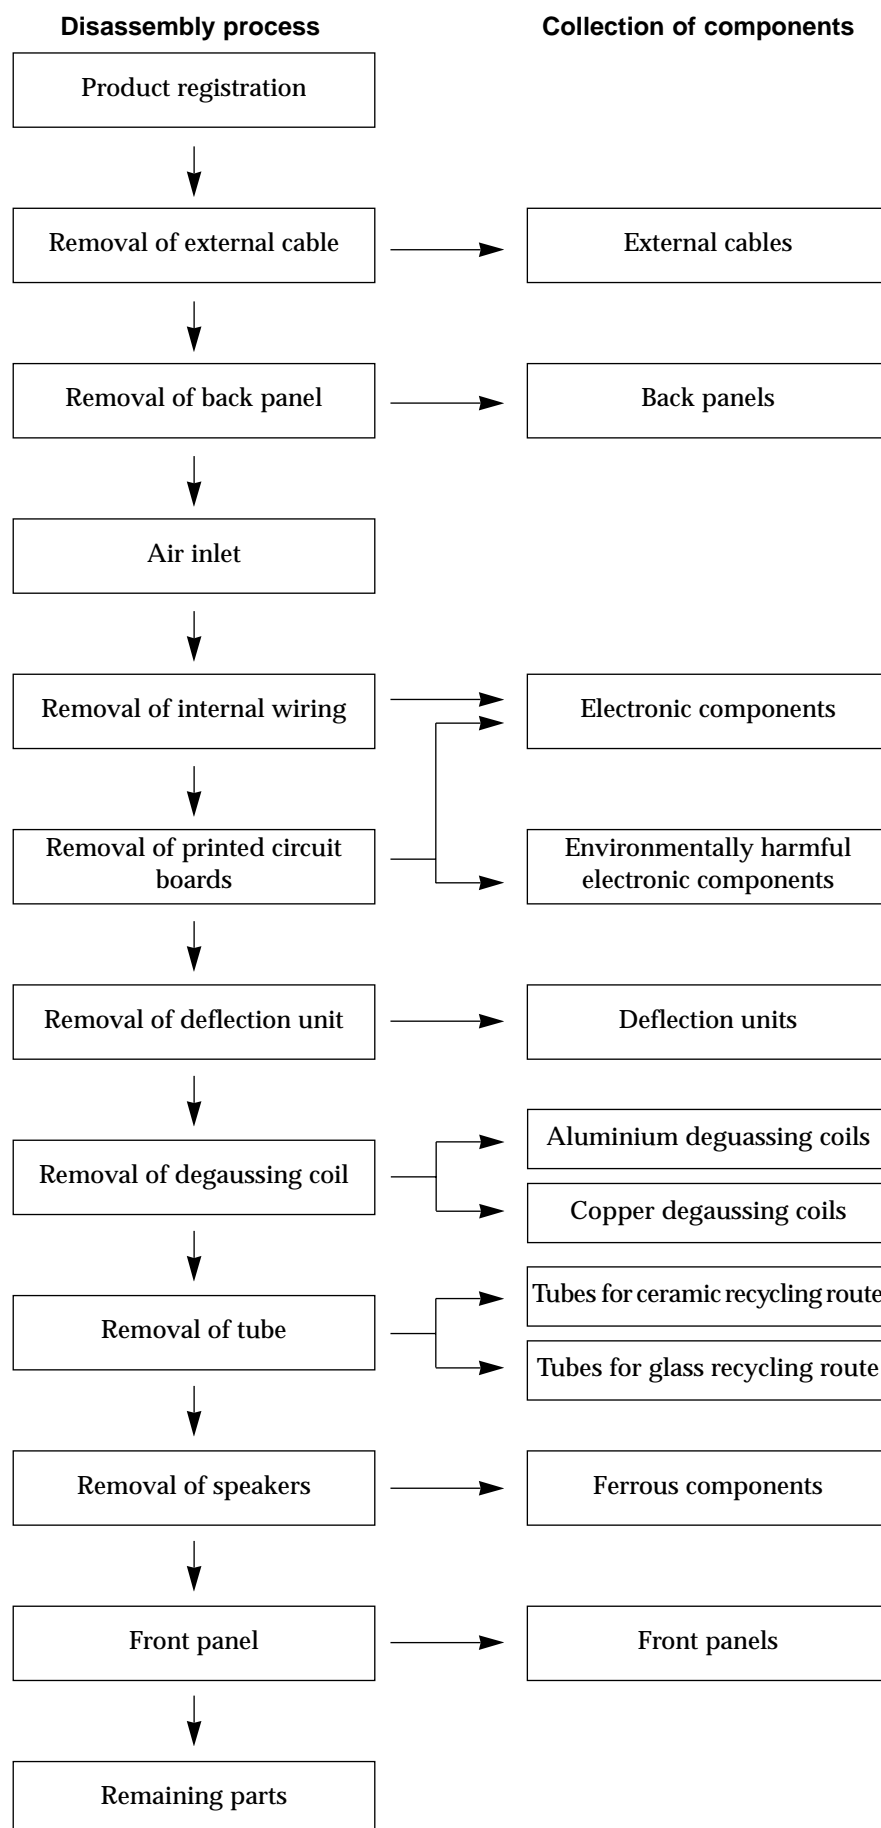 Disassembly process
Collection of components
Product registration
Removal of external cable
External cables
Removal of back panel
Back panels
Air inlet
Removal of internal wiring
Electronic components
Removal of printed circuit
boards
Environmentally harmful
electronic components
Removal of deflection unit
Deflection units
Removal of degaussing coil
Aluminium deguassing coils
Copper degaussing coils
Removal of tube
Tubes for ceramic recycling route
Tubes for glass recycling route
Removal of speakers
Ferrous components
Front panel
Front panels
Remaining parts